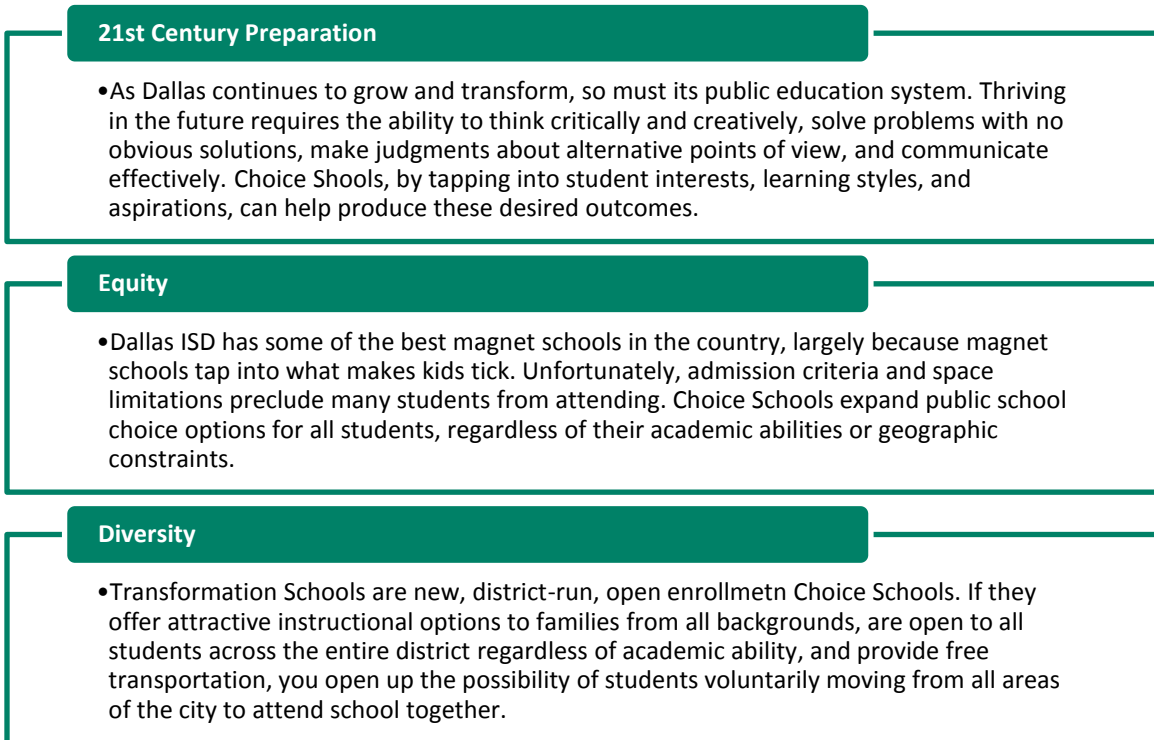 21st Century Preparation
•As Dallas continues to grow and transform, so must its public education system. Thriving
in the future requires the ability to think critically and creatively, solve problems with no
obvious solutions, make judgments about alternative points of view, and communicate
effectively. Choice Shools, by tapping into student interests, learning styles, and
aspirations, can help produce these desired outcomes.
Equity
•Dallas ISD has some of the best magnet schools in the country, largely because magnet
schools tap into what makes kids tick. Unfortunately, admission criteria and space
limitations preclude many students from attending. Choice Schools expand public school
choice options for all students, regardless of their academic abilities or geographic
constraints.
Diversity
•Transformation Schools are new, district-run, open enrollmetn Choice Schools. If they
offer attractive instructional options to families from all backgrounds, are open to all
students across the entire district regardless of academic ability, and provide free
transportation, you open up the possibility of students voluntarily moving from all areas
of the city to attend school together.